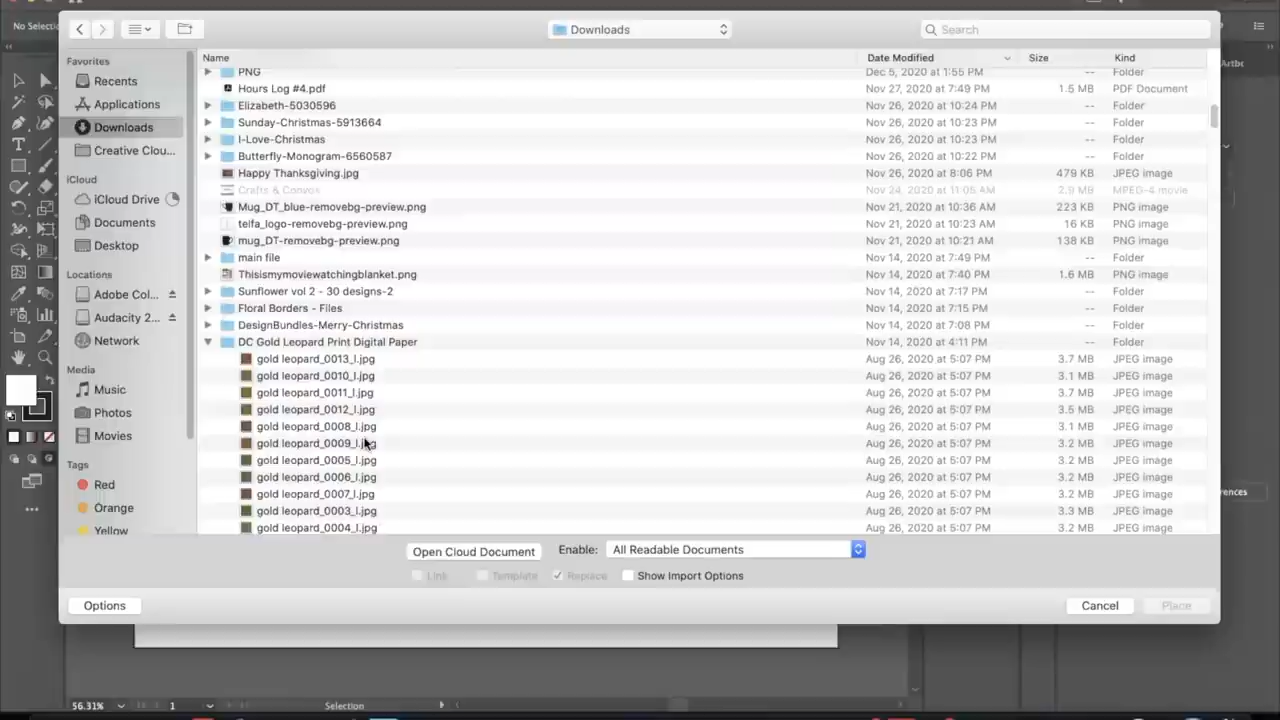 No Selectio
Downloads
Search
Favorites
Name
Date Modified
Size
Kind
Artbc
PNG
Dec 5, 2020 at 1:55 PM
--
Folder
Recents
Hours Log #4.pdf
Nov 27, 2020 at 7:49 PM
1.5 MB
PDF Document
Applications
Elizabeth-5030596
Nov 26, 2020 at 10:24 PM
--
Folder
Downloads
Sunday-Christmas-5913664
Nov 26, 2020 at 10:23 PM
--
Folder
I-Love-Christmas
Nov 26, 2020 at 10:23 PM
--
Folder
Creative Clou...
Butterfly-Monogram-6560587
Nov 26, 2020 at 10:22 PM
--
Folder
iCloud
Happy Thanksgiving.jpg
Nov 26, 2020 at 8:06 PM
479 KB
JPEG image
Crafts & Convos
Nov 24, 2020 at 11:05 AM
2.9 MB
MPEG-4 movie
iCloud Drive
Mug_DT_blue-removebg-preview.png
Nov 21, 2020 at 10:36 AM
223 KB
PNG image
Documents
telfa_logo-removebg-preview.png
Nov 21, 2020 at 10:23 AM
16 KB
PNG image
Desktop
mug_DT-removebg-preview.png
Nov 21, 2020 at 10:21 AM
138 KB
PNG image
main file
Nov 14, 2020 at 7:49 PM
--
Folder
Locations
Thisismymoviewatchingblanket.png
Nov 14, 2020 at 7:40 PM
1.6 MB
PNG image
Adobe Col...
Sunflower vol 2 - 30 designs-2
Nov 14, 2020 at 7:17 PM
--
Folder
Audacity 2...
Floral Borders - Files
Nov 14, 2020 at 7:15 PM
--
Folder
DesignBundles-Merry-Christmas
Nov 14, 2020 at 7:08 PM
--
Folder
Network
DC Gold Leopard Print Digital Paper
Nov 14, 2020 at 4:11 PM
--
Folder
Media
gold leopard_0013_l.jpg
Aug 26, 2020 at 5:07 PM
3.7 MB
JPEG image
gold leopard_0010_l.jpg
Aug 26, 2020 at 5:07 PM
3.1 MB
JPEG image
Music
gold leopard_0011_l.jpg
Aug 26, 2020 at 5:07 PM
3.7 MB
JPEG image
Photos
gold leopard_0012_l.jpg
Aug 26, 2020 at 5:07 PM
3.5 MB
JPEG image
Movies
gold leopard_0008_l.jpg
Aug 26, 2020 at 5:07 PM
3.1 MB
JPEG image
gold leopard_0009_l.jpg
Aug 26, 2020 at 5:07 PM
3.2 MB
JPEG image
Tags
gold leopard_0005_l.jpg
Aug 26, 2020 at 5:07 PM
3.2 MB
JPEG image
Red
gold leopard_0006_l.jpg
Aug 26, 2020 at 5:07 PM
3.2 MB
JPEG image
gold leopard_0007_l.jpg
Aug 26, 2020 at 5:07 PM
3.2 MB
JPEG image
rences
Orange
gold leopard_0003_l.jpg
Aug 26, 2020 at 5:07 PM
3.3 MB
JPEG image
Yellow
gold leopard_0004_l.jpg
Aug 26, 2020 at 5:07 PM
3.2 MB
JPEG image
Open Cloud Document
Enable:
All Readable Documents
Link
Template
Replace
Show Import Options
Options
Cancel
Place
56.31%
1
Selection